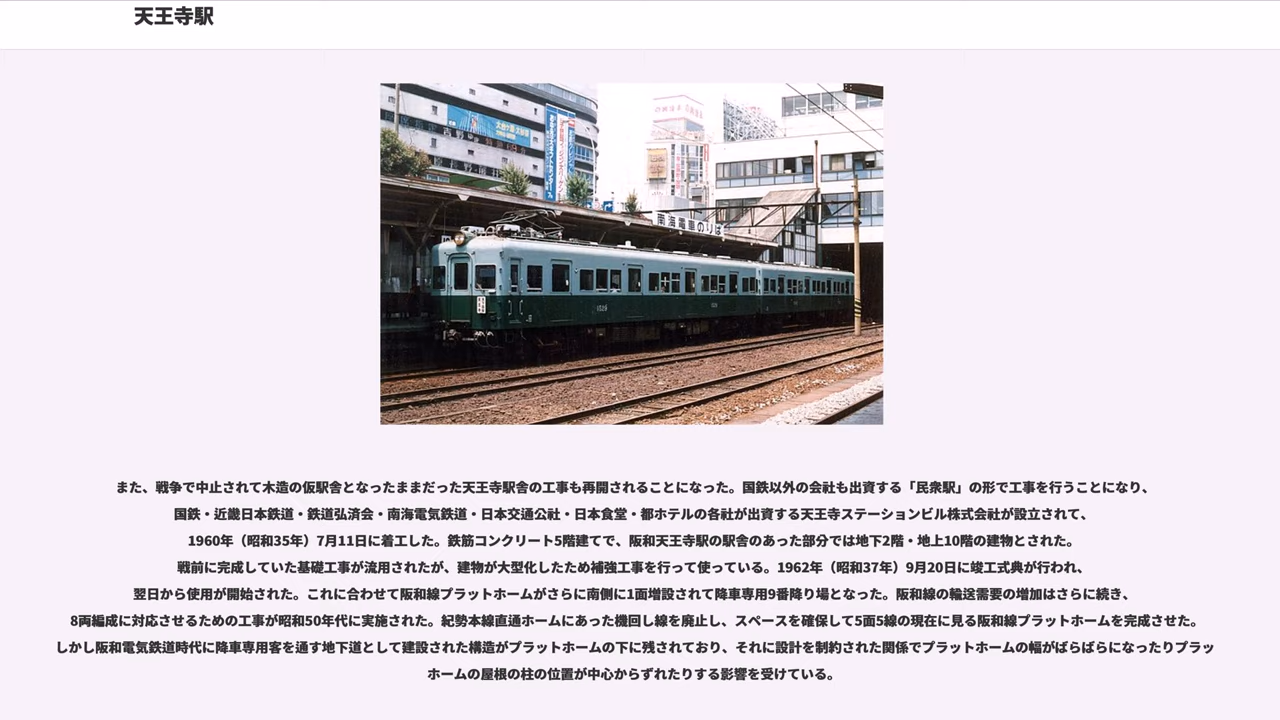 天王寺駅
南海電車のりば
また、戦争で中止されて木造の仮駅舎となったままだった天王寺駅舎の工事も再開されることになった。国鉄以外の会社も出資する「民衆駅」の形で工事を行うことになり、
国鉄・近畿日本鉄道・鉄道弘済会・南海電気鉄道・日本交通公社・日本食堂・都ホテルの各社が出資する天王寺ステーションビル株式会社が設立されて、
1960年（昭和35年）7月11日に着工した。鉄筋コンクリート5階建てで、阪和天王寺駅の駅舎のあった部分では地下2階・地上10階の建物とされた。
戦前に完成していた基礎工事が流用されたが、建物が大型化したため補強工事を行って使っている。1962年（昭和37年）9月20日に竣工式典が行われ、
翌日から使用が開始された。これに合わせて阪和線プラットホームがさらに南側に1面増設されて降車専用9番降り場となった。阪和線の輸送需要の増加はさらに続き、
8両編成に対応させるための工事が昭和50年代に実施された。紀勢本線直通ホームにあった機回し線を廃止し、スペースを確保して5面5線の現在に見る阪和線プラットホームを完成させた。
しかし阪和電気鉄道時代に降車専用客を通す地下道として建設された構造がプラットホームの下に残されており、それに設計を制約された関係でプラットホームの幅がばらばらになったりプラッ
ホームの屋根の柱の位置が中心からずれたりする影響を受けている。